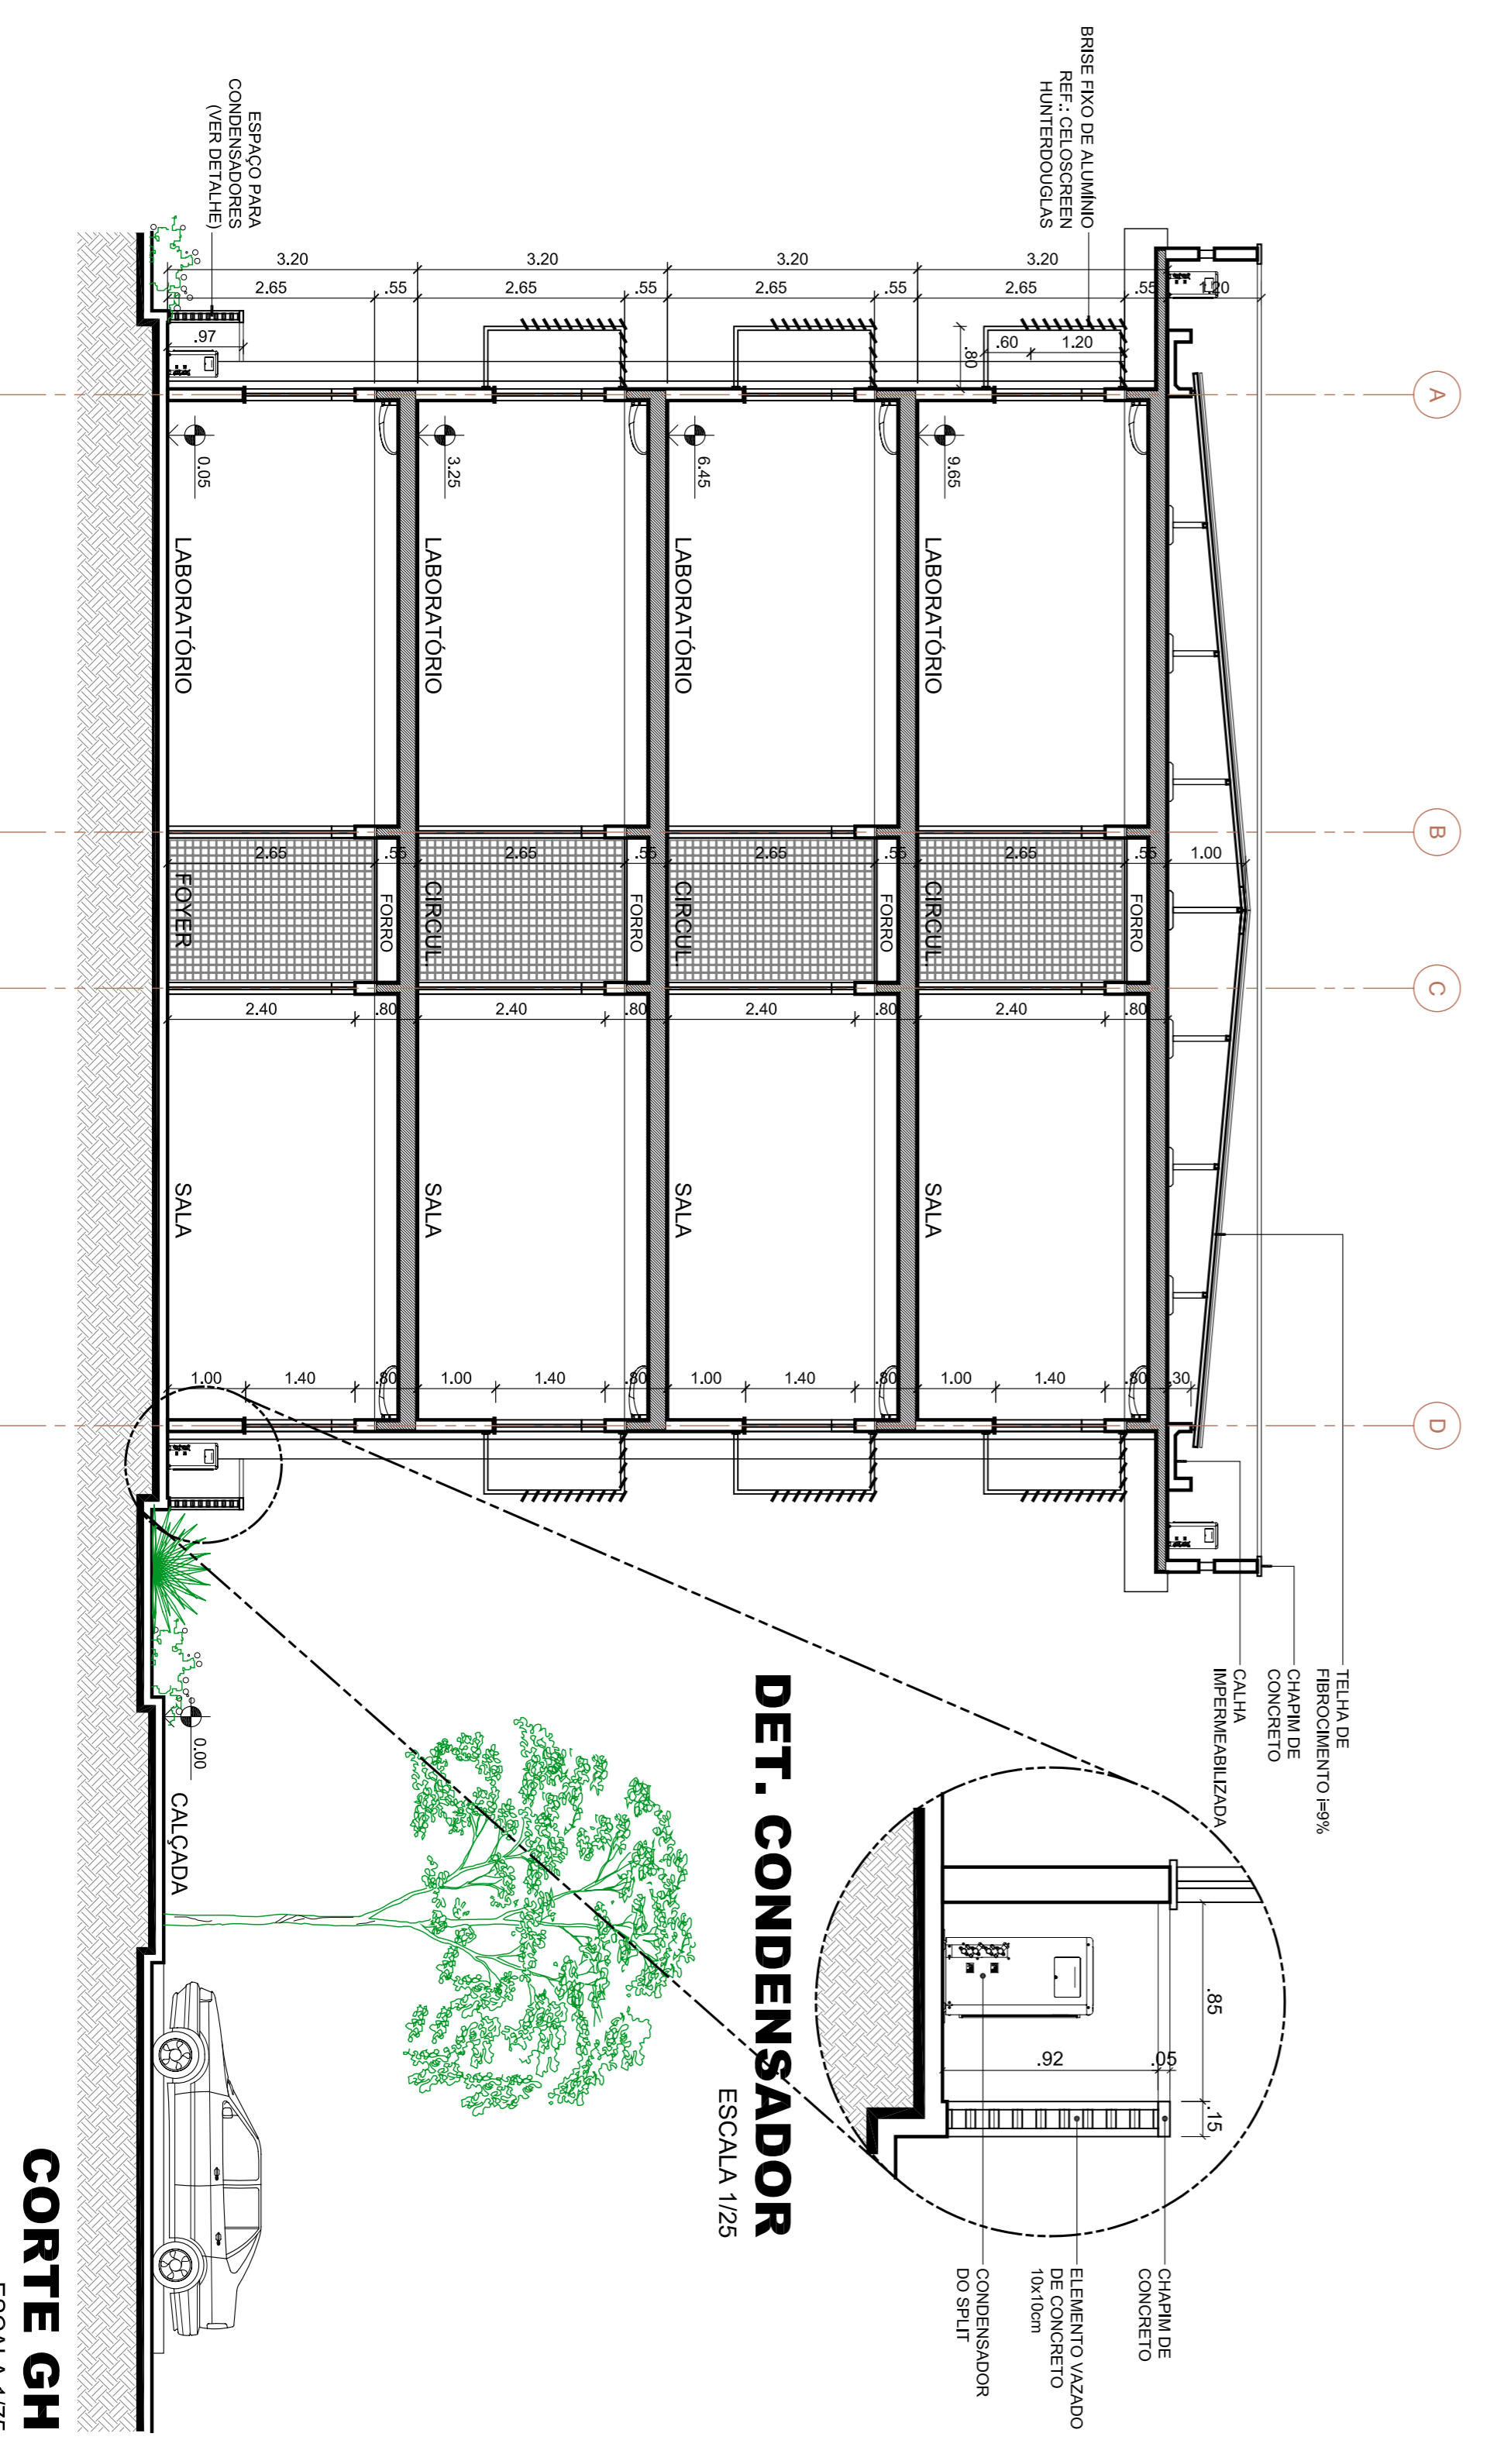 A
B
C
D
BRISE FIXO DE ALUMÍNIO
REF.: CELOSCREEN
HUNTERDOUGLAS
ESPAÇO PARA
CONDENSADORES
(VER DETALHE)
TELHA DE
FIBROCIMENTO i=9%
CHAPIM DE
CONCRETO
CALHA
IMPERMEABILIZADA
3.20
3.20
3.20
3.20
2.65
.55
2.65
.55
2.65
.55
2.65
.55
1.20
.97
.80
.60
1.20
9.65
LABORATÓRIO
6.45
LABORATÓRIO
3.25
LABORATÓRIO
0.05
LABORATÓRIO
2.65
.55
2.65
.55
2.65
.55
2.65
.55
1.00
FORRO
CIRCUL.
FORRO
CIRCUL.
FORRO
CIRCUL.
FORRO
FOYER
2.40
.80
2.40
.80
2.40
.80
2.40
.80
SALA
SALA
SALA
SALA
1.00
1.40
.80
1.00
1.40
.80
1.00
1.40
.80
1.00
1.40
.80
.30
0.00
CALÇADA
DET. CONDENSADOR
ESCALA 1/25
.85
.15
.92
.05
CHAPIM DE
CONCRETO
ELEMENTO VAZADO
DE CONCRETO
10x10cm
CONDENSADOR
DO SPLIT
CORTE GH
ESCALA 1/75